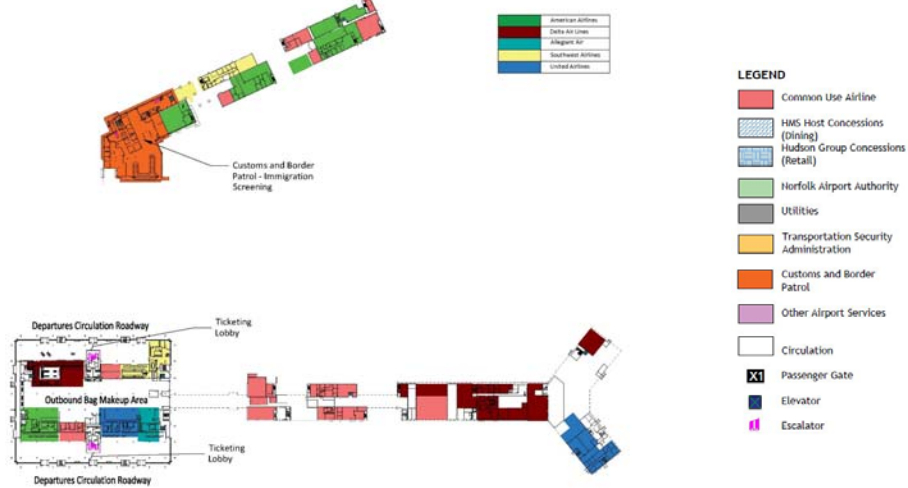 American Airlines
Delta Air Lines
Allegiant Air
Southwest Airlines
United Airlines
Customs and Border
Patrol - Immigration
Screening
LEGEND
Common Use Airline
HMS Host Concessions
(Dining)
Hudson Group Concessions
(Retail)
Norfolk Airport Authority
Utilities
Transportation Security
Administration
Customs and Border
Patrol
Other Airport Services
Circulation
X1
Passenger Gate
Elevator
Escalator
Departures Circulation Roadway
Ticketing
Lobby
Outbound Bag Makeup Area
Ticketing
Lobby
Departures Circulation Roadway